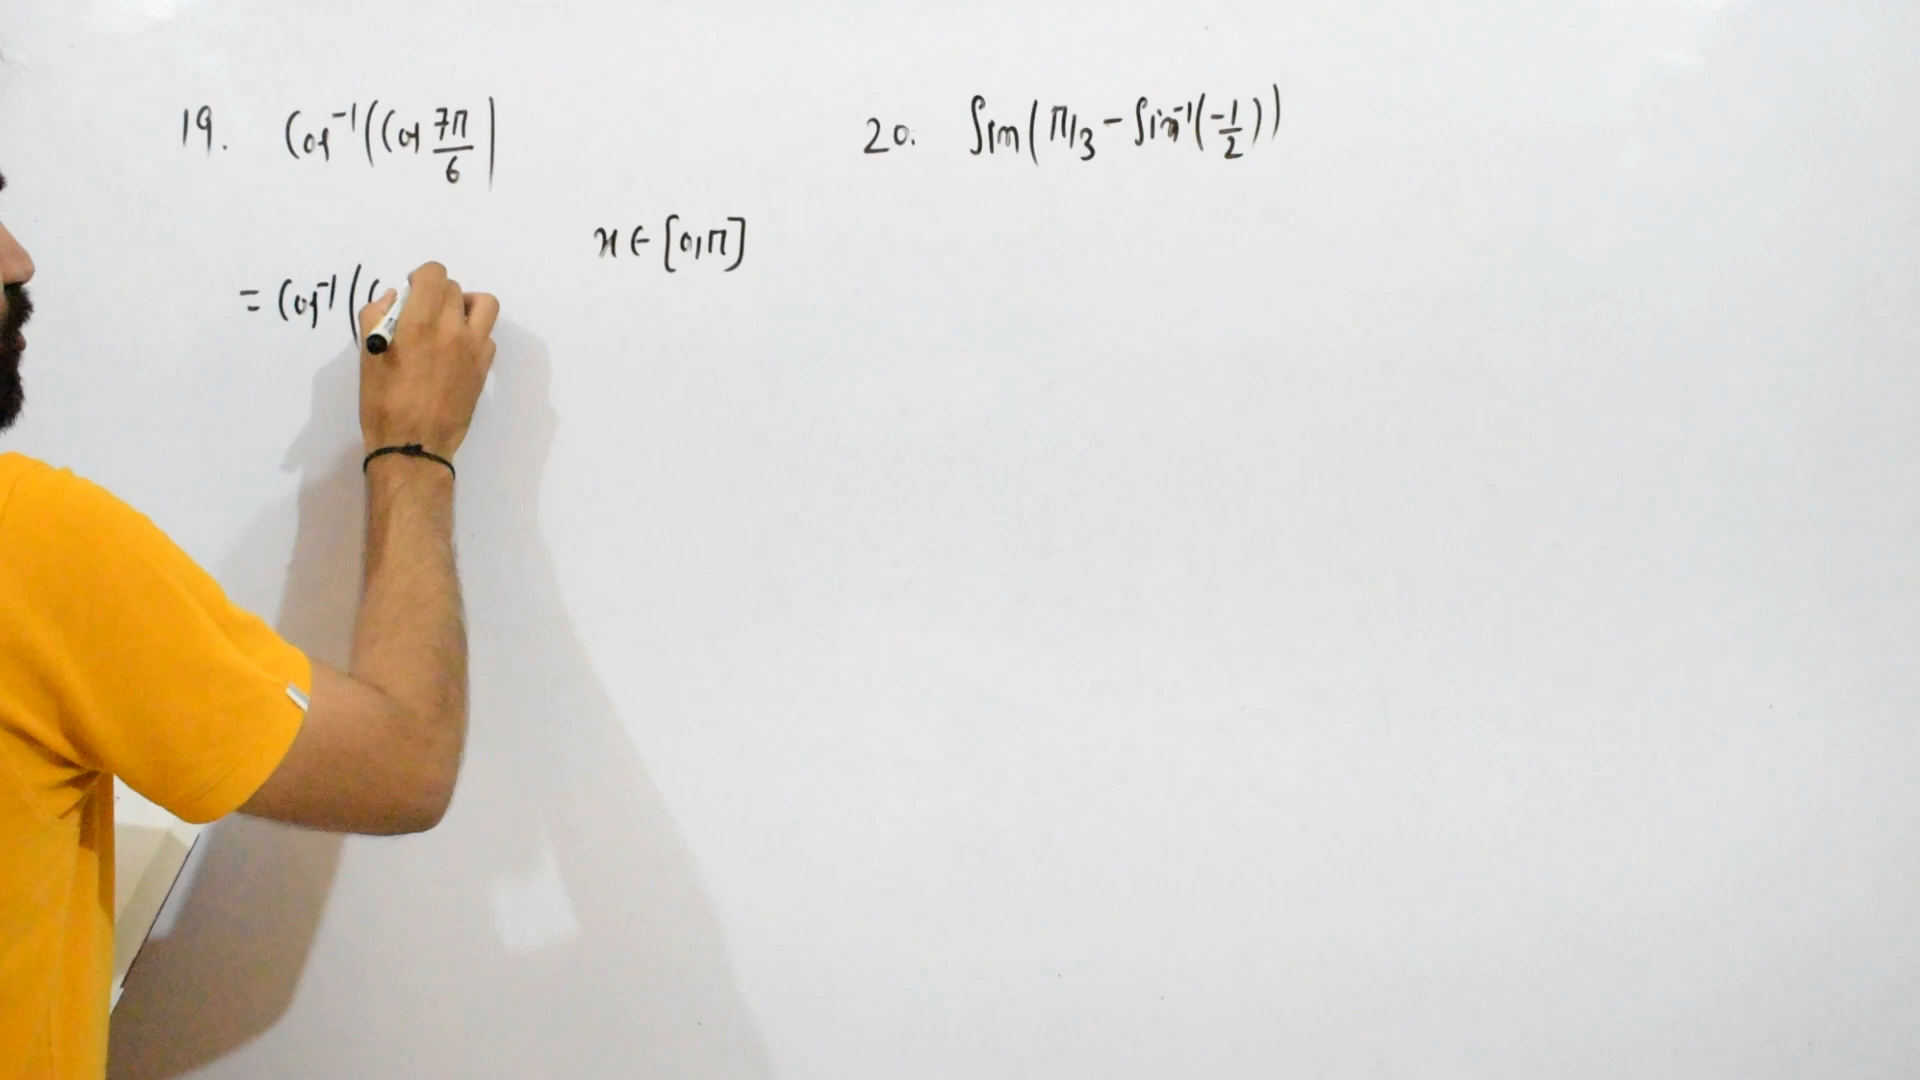 19. Cos⁻¹(Cos 7π/6)
x ∈ [0,π]
= Cos⁻¹(C
20. Sin(π/3 - Sin⁻¹(-1/2))